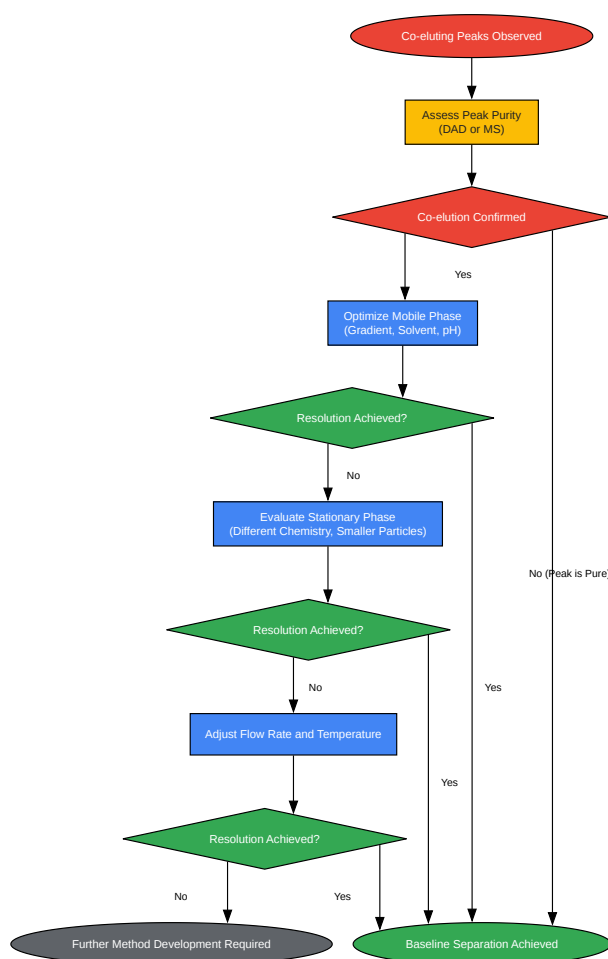 Co-eluting Peaks Observed
Assess Peak Purity
(DAD or MS)
Co-elution Confirmed
Yes
Optimize Mobile Phase
(Gradient, Solvent, pH)
Resolution Achieved?
No
Evaluate Stationary Phase
(Different Chemistry, Smaller Particles)
No (Peak is Pure)
Resolution Achieved?
No
Yes
Adjust Flow Rate and Temperature
Yes
Resolution Achieved?
No
Yes
Further Method Development Required
Baseline Separation Achieved